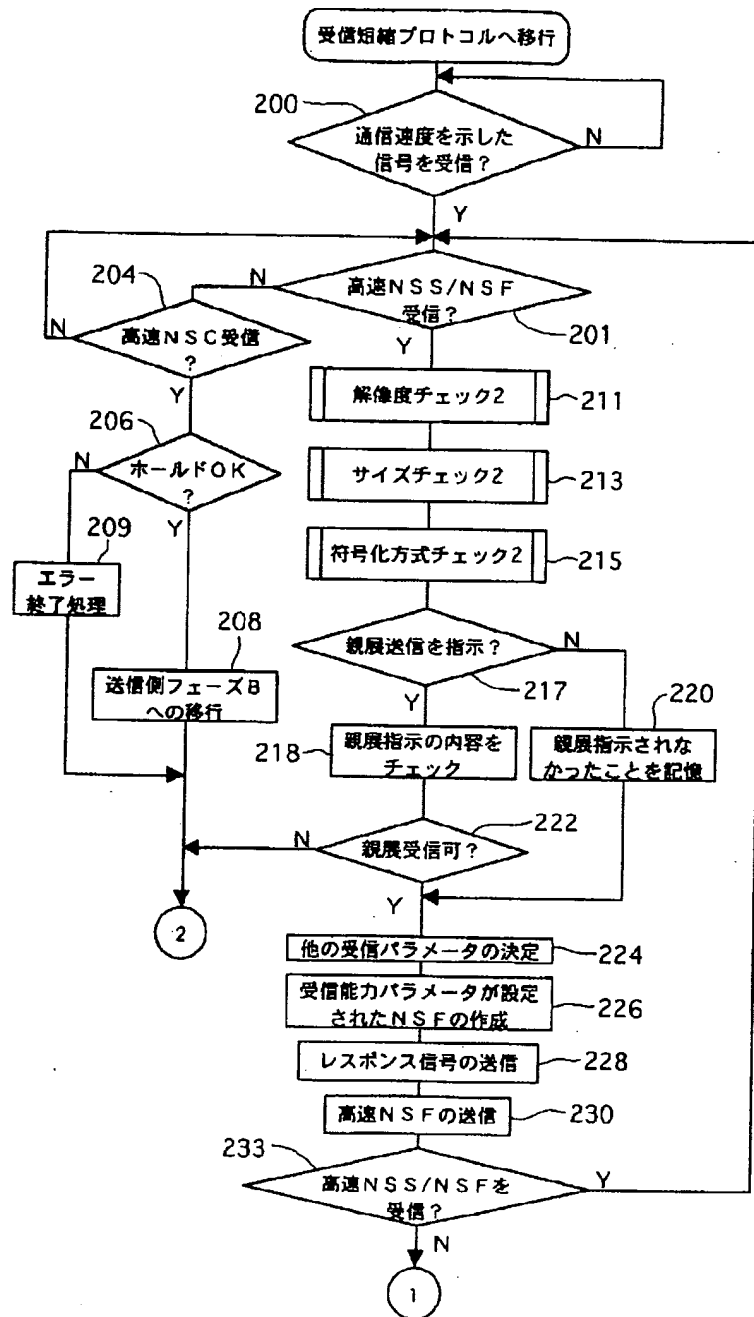 受信短縮プロトコルへ移行
200
通信速度を示した
信号を受信?
N
Y
204
N
高速NSS/NSF
受信?
201
N
高速NSC受信
?
Y
Y
解像度チェック2
211
206
N
ホールドOK
?
Y
サイズチェック2
213
209
エラー
終了処理
符号化方式チェック2
215
208
送信側フェーズB
への移行
親展送信を指示?
N
217
Y
220
218
親展指示の内容を
チェック
親展指示されな
かったことを記憶
N
親展受信可?
222
Y
2
他の受信パラメータの決定
224
受信能力パラメータが設定
されたNSFの作成
226
レスポンス信号の送信
228
高速NSFの送信
230
233
高速NSS/NSFを
受信?
Y
N
1